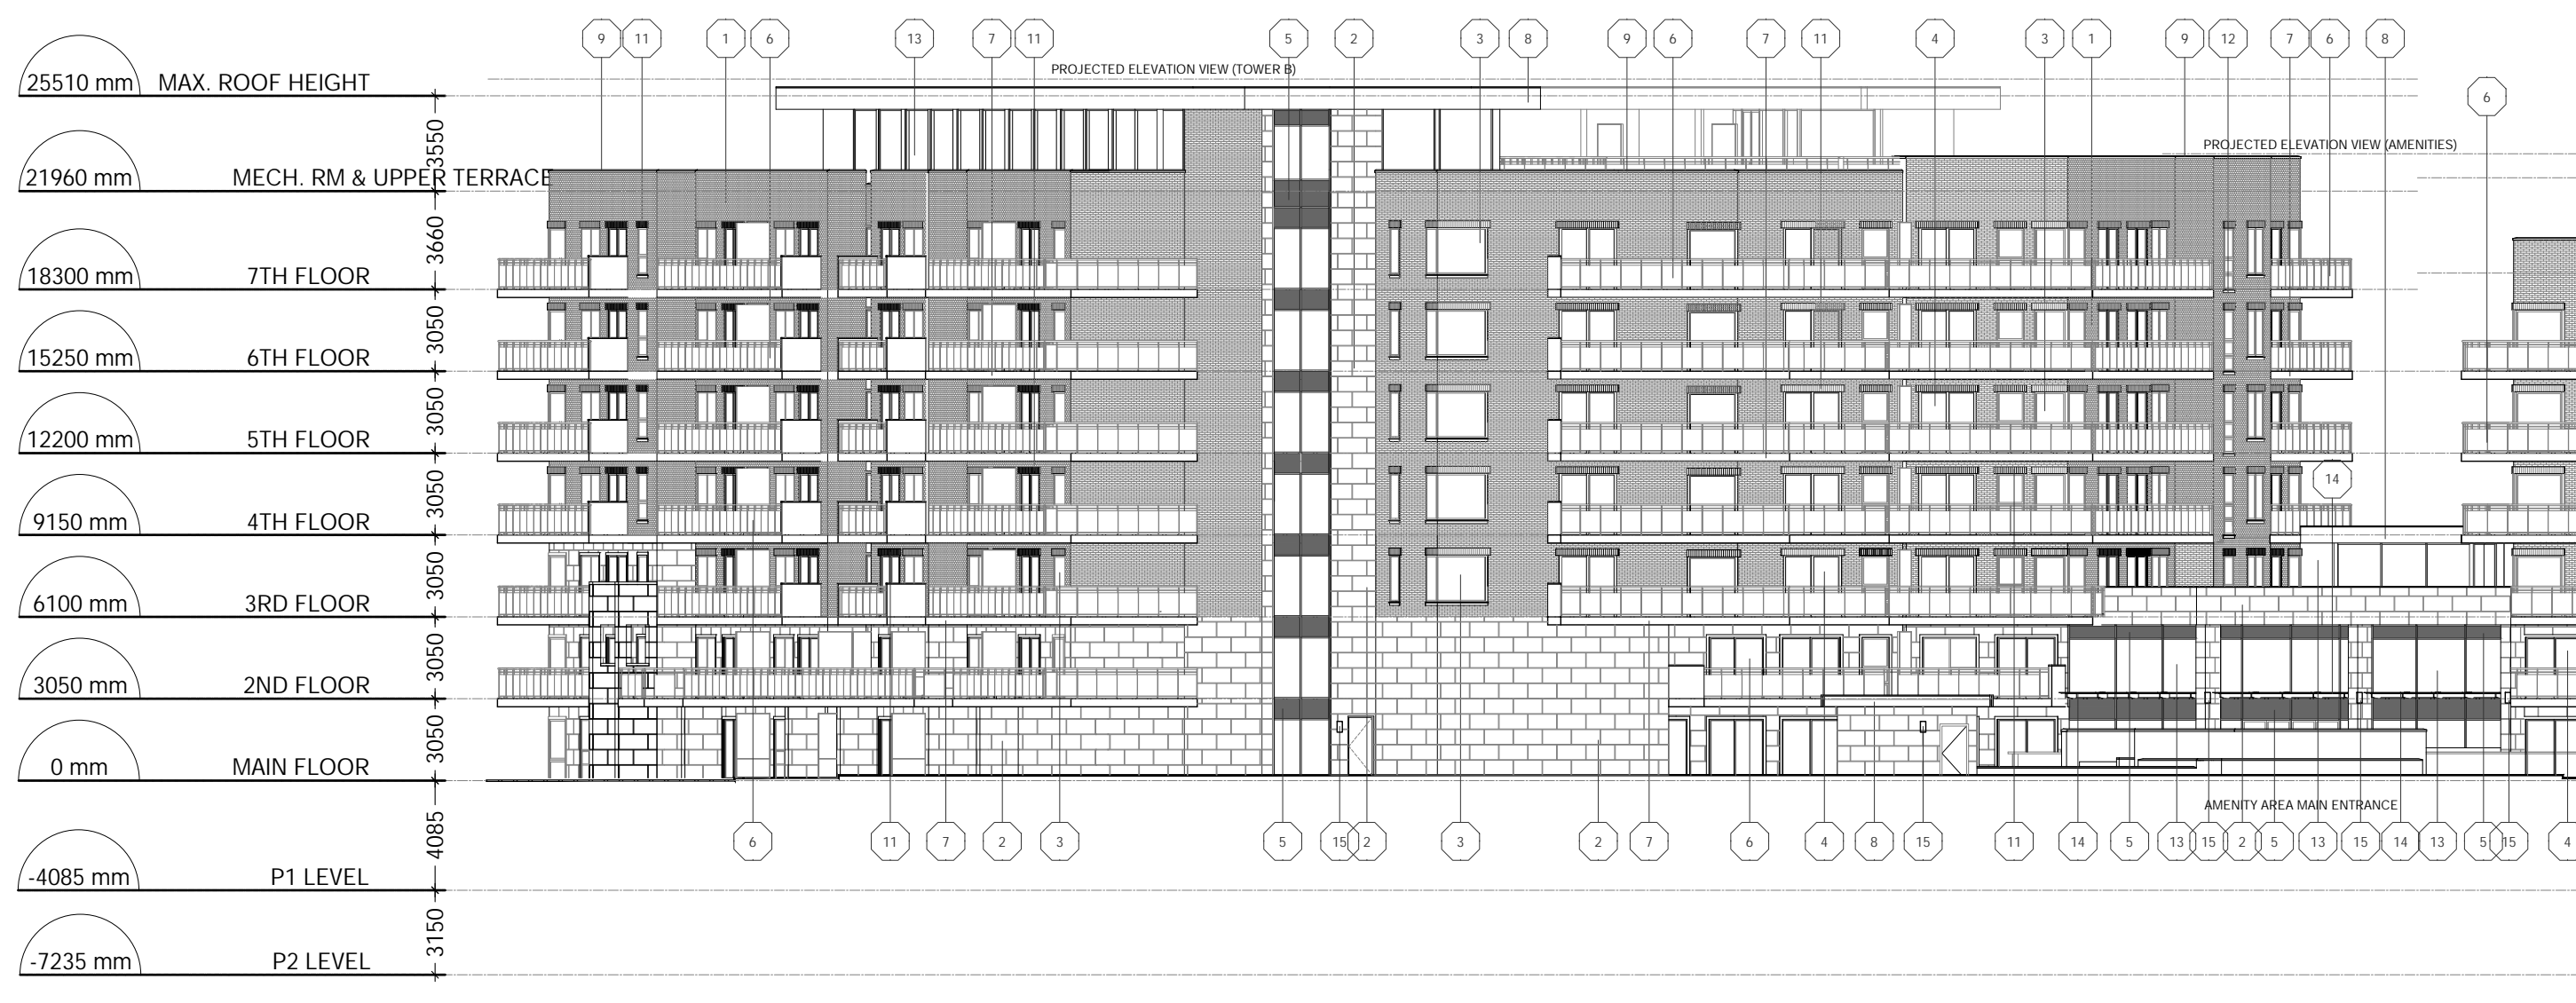 9 11 1 6 13 7 11 5 2 3 8 9 6 7 11 4 3 1 9 12 7 6 8
PROJECTED ELEVATION VIEW (TOWER B)
25510 mm MAX. ROOF HEIGHT
6
3550
PROJECTED ELEVATION VIEW (AMENITIES)
21960 mm MECH. RM & UPPER TERRACE
3660
18300 mm 7TH FLOOR
3050
15250 mm 6TH FLOOR
3050
12200 mm 5TH FLOOR
14
3050
9150 mm 4TH FLOOR
3050
6100 mm 3RD FLOOR
3050
3050 mm 2ND FLOOR
3050
0 mm MAIN FLOOR
AMENITY AREA MAIN ENTRANCE
4085
6 11 7 2 3 5 15 2 3 2 7 6 4 8 15 11 14 5 13 15 2 5 13 15 14 13 5 15 4
-4085 mm P1 LEVEL
3150
-7235 mm P2 LEVEL